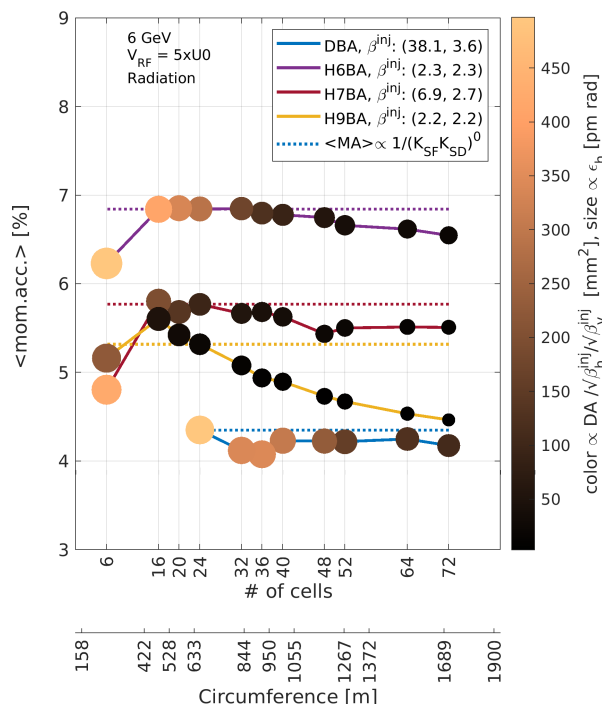 6 GeV
V_RF = 5xU0
Radiation
DBA, β^inj: (38.1, 3.6)
H6BA, β^inj: (2.3, 2.3)
H7BA, β^inj: (6.9, 2.7)
H9BA, β^inj: (2.2, 2.2)
<MA>∝ 1/(K_SF K_SD)^0
<mom.acc.> [%]
9
8
7
6
5
4
3
6 16 20 24 32 36 40 48 52 64 72
# of cells
158 422 528 633 844 950 1055 1267 1372 1689 1900
Circumference [m]
450
400
350
300
250
200
150
100
50
color ∝ DA /√β_h^inj/√β_v^inj [mm²], size ∝ ϵ_h [pm rad]